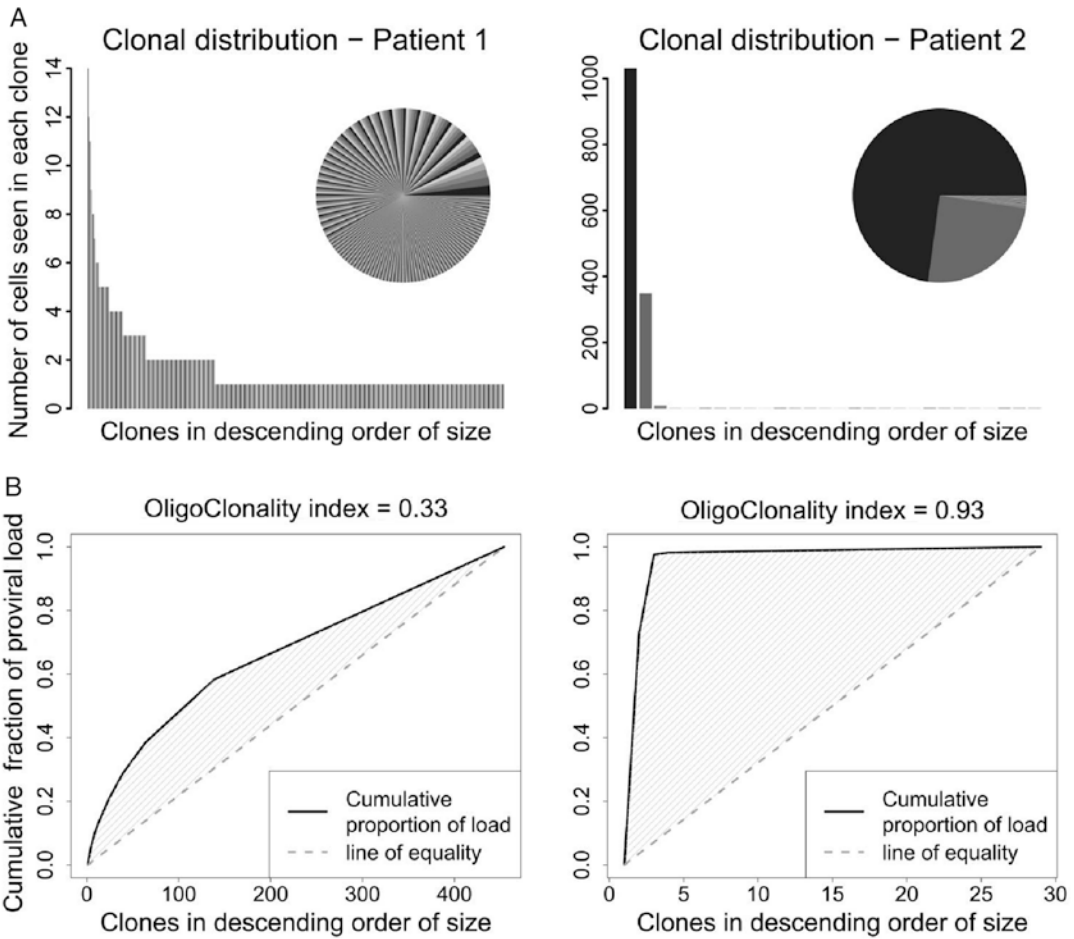 A
Clonal distribution – Patient 1
Number of cells seen in each clone
14
12
10
8
6
4
2
0
Clones in descending order of size
Clonal distribution – Patient 2
1000
800
600
400
200
0
Clones in descending order of size
B
OligoClonality index = 0.33
Cumulative fraction of proviral load
1.0
0.8
0.6
0.4
0.2
0.0
Cumulative
proportion of load
line of equality
0 100 200 300 400
Clones in descending order of size
OligoClonality index = 0.93
1.0
0.8
0.6
0.4
0.2
0.0
Cumulative
proportion of load
line of equality
0 5 10 15 20 25 30
Clones in descending order of size